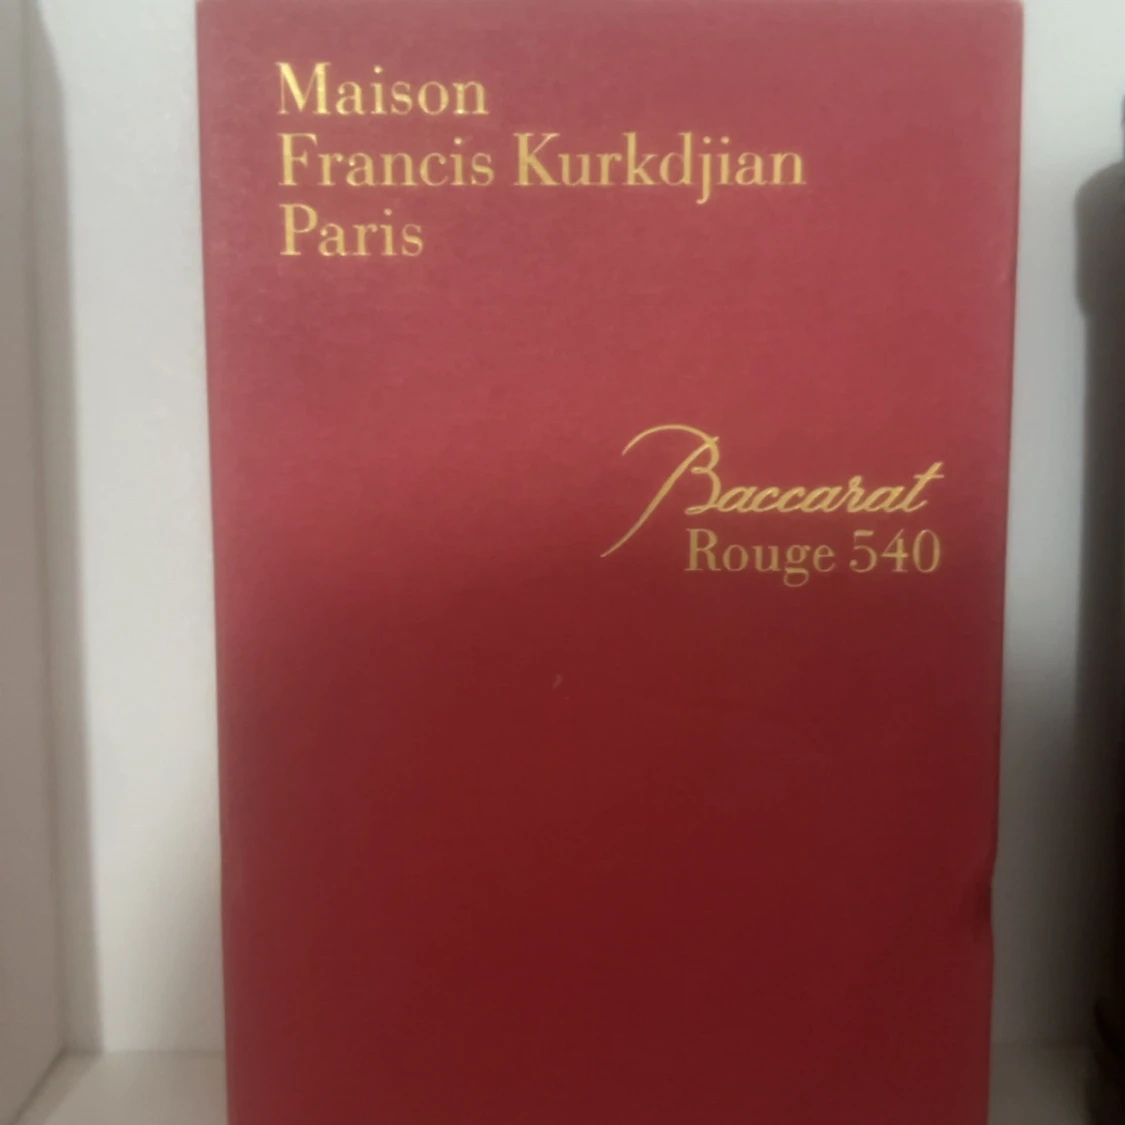 Maison
Francis Kurkdjian
Paris
Baccarat
Rouge 540